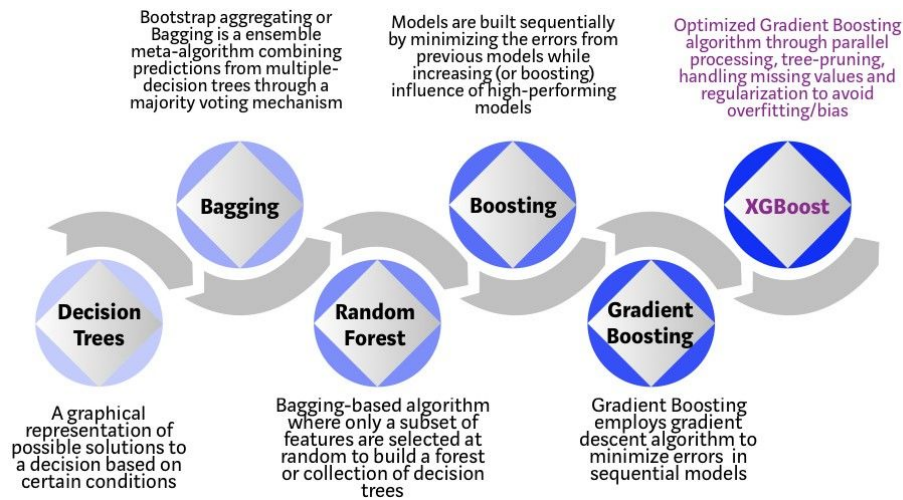 Bootstrap aggregating or
Bagging is a ensemble
meta-algorithm combining
predictions from multiple-
decision trees through a
majority voting mechanism
Models are built sequentially
by minimizing the errors from
previous models while
increasing (or boosting)
influence of high-performing
models
Optimized Gradient Boosting
algorithm through parallel
processing, tree-pruning,
handling missing values and
regularization to avoid
overfitting/bias
Bagging
Boosting
XGBoost
Decision
Trees
Random
Forest
Gradient
Boosting
A graphical
representation of
possible solutions to
a decision based on
certain conditions
Bagging-based algorithm
where only a subset of
features are selected at
random to build a forest
or collection of decision
trees
Gradient Boosting
employs gradient
descent algorithm to
minimize errors in
sequential models